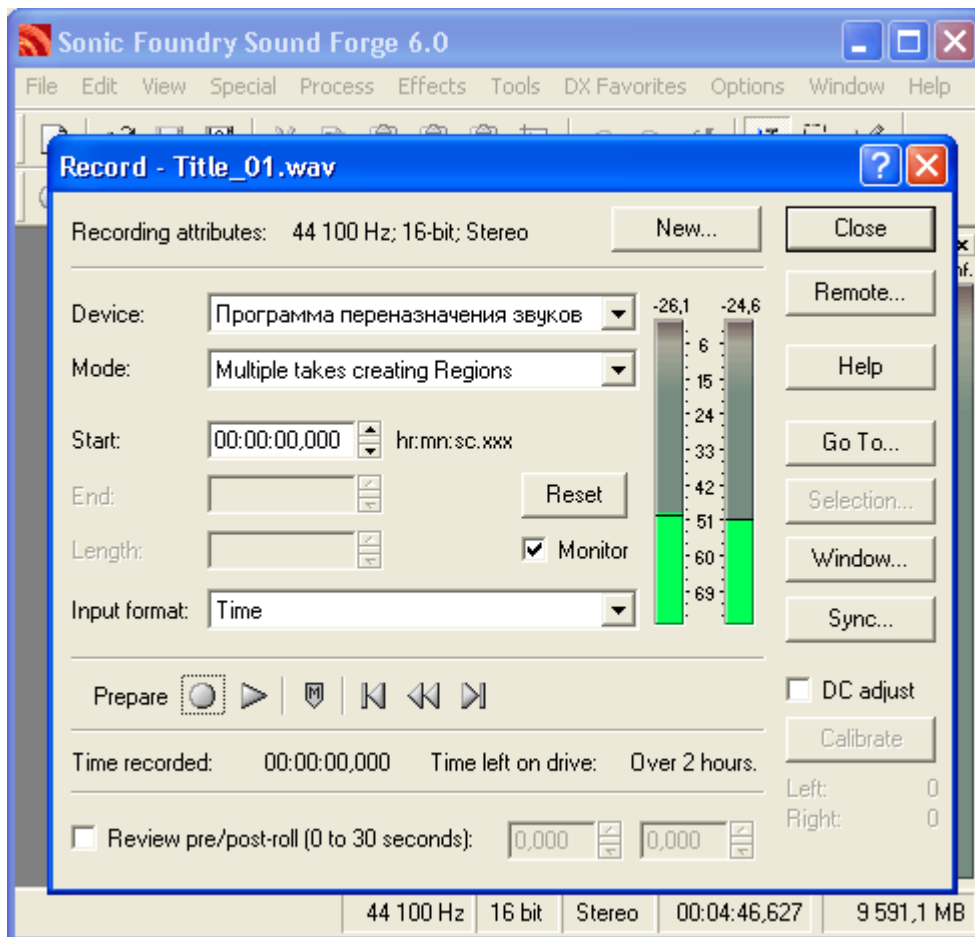 Sonic Foundry Sound Forge 6.0
File Edit View Special Process Effects Tools DX Favorites Options Window Help
Record - Title_01.wav
Recording attributes: 44 100 Hz; 16-bit; Stereo New... Close
nf.
Remote...
Device: Программа переназначения звуков -26,1 -24,6
6
Mode: Multiple takes creating Regions Help
15
24
Start: 00:00:00,000 hr:mn:sc.xxx Go To...
33
42
End: Reset Selection...
51
Length: Monitor Window...
60
69
Input format: Time Sync...
Prepare M DC adjust
Calibrate
Time recorded: 00:00:00,000 Time left on drive: Over 2 hours.
Left: 0
Right: 0
Review pre/post-roll (0 to 30 seconds): 0,000 0,000
44 100 Hz 16 bit Stereo 00:04:46,627 9 591,1 MB